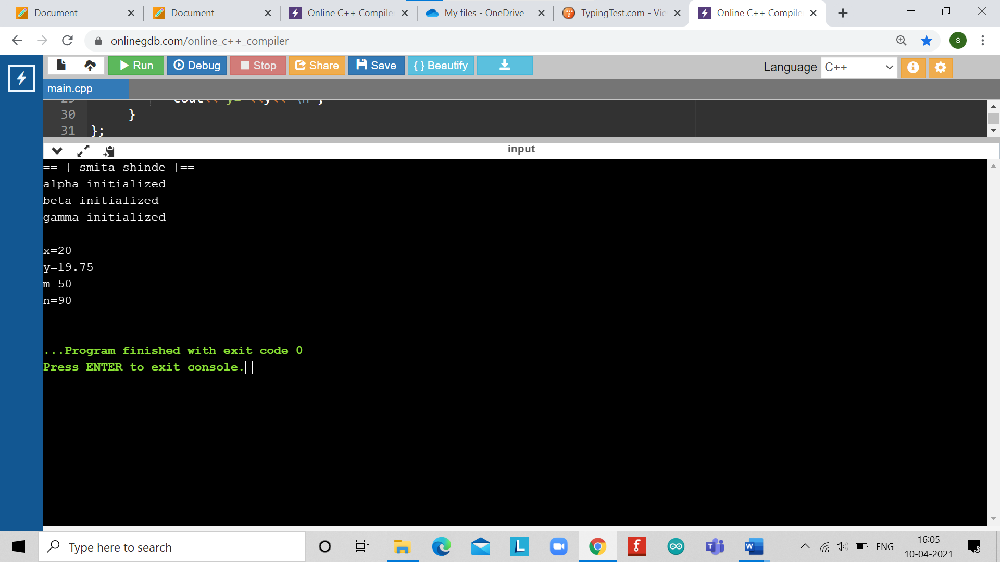 Document
Document
Online C++ Compile
My files - OneDrive
TypingTest.com - Vie
Online C++ Compile
onlinegdb.com/online_c++_compiler
S
Run
Debug
Stop
Share
Save
{ } Beautify
Language
C++
main.cpp
30 }
31 };
input
== | smita shinde |==
alpha initialized
beta initialized
gamma initialized
x=20
y=19.75
m=50
n=90
...Program finished with exit code 0
Press ENTER to exit console.
Type here to search
ENG
16:05
10-04-2021